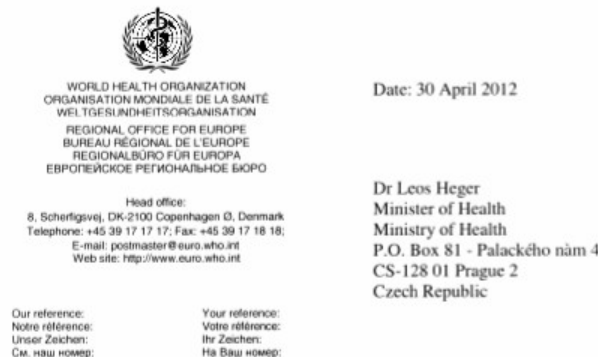 WORLD HEALTH ORGANIZATION
ORGANISATION MONDIALE DE LA SANTÉ
WELTGESUNDHEITSORGANISATION
REGIONAL OFFICE FOR EUROPE
BUREAU RÉGIONAL DE L'EUROPE
REGIONALBÜRO FÜR EUROPA
ЕВРОПЕЙСКОЕ РЕГИОНАЛЬНОЕ БЮРО
Head office:
8, Scherfigsvej, DK-2100 Copenhagen Ø, Denmark
Telephone: +45 39 17 17 17; Fax: +45 39 17 18 18;
E-mail: postmaster@euro.who.int
Web site: http://www.euro.who.int
Our reference:
Notre référence:
Unser Zeichen:
См. наш номер:
Your reference:
Votre référence:
Ihr Zeichen:
На Ваш номер:
Date: 30 April 2012
Dr Leos Heger
Minister of Health
Ministry of Health
P.O. Box 81 - Palackého nàm 4
CS-128 01 Prague 2
Czech Republic